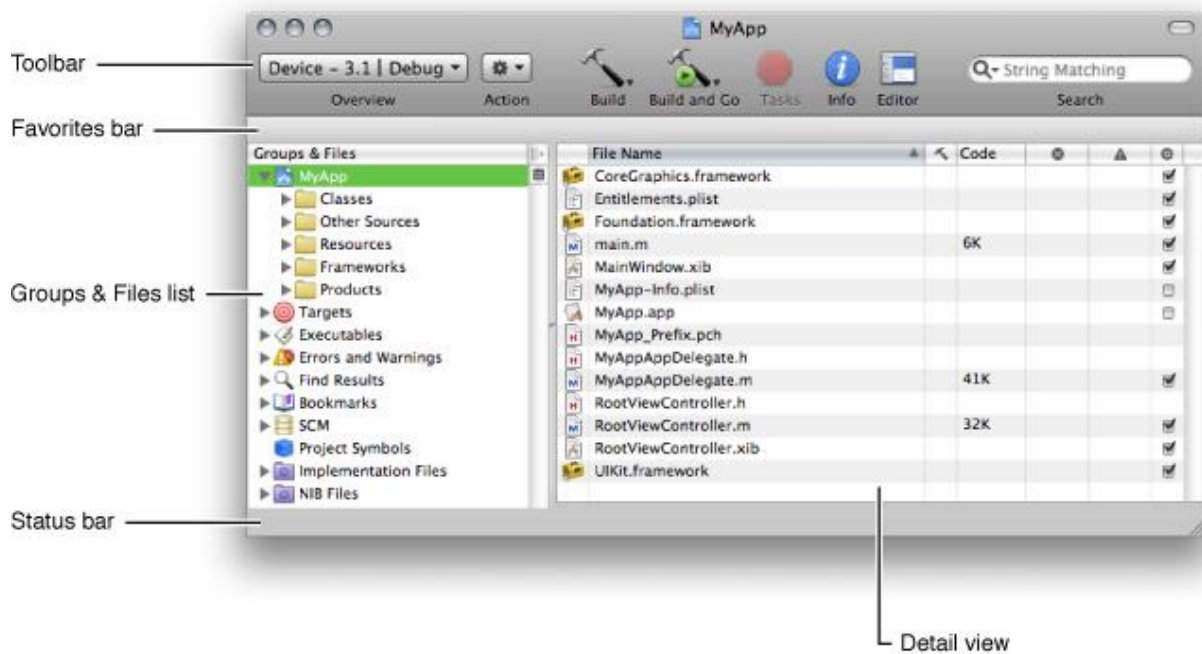 MyApp
Toolbar
Device – 3.1 | Debug
Overview
Action
Build
Build and Go
Tasks
Info
Editor
String Matching
Search
Favorites bar
Groups & Files
File Name
Code
MyApp
Classes
Other Sources
Resources
Frameworks
Products
Groups & Files list
Targets
Executables
Errors and Warnings
Find Results
Bookmarks
SCM
Project Symbols
Implementation Files
NIB Files
CoreGraphics.framework
Entitlements.plist
Foundation.framework
main.m 6K
MainWindow.xib
MyApp-Info.plist
MyApp.app
MyApp_Prefix.pch
MyAppAppDelegate.h
MyAppAppDelegate.m 41K
RootViewController.h
RootViewController.m 32K
RootViewController.xib
UIKit.framework
Status bar
Detail view